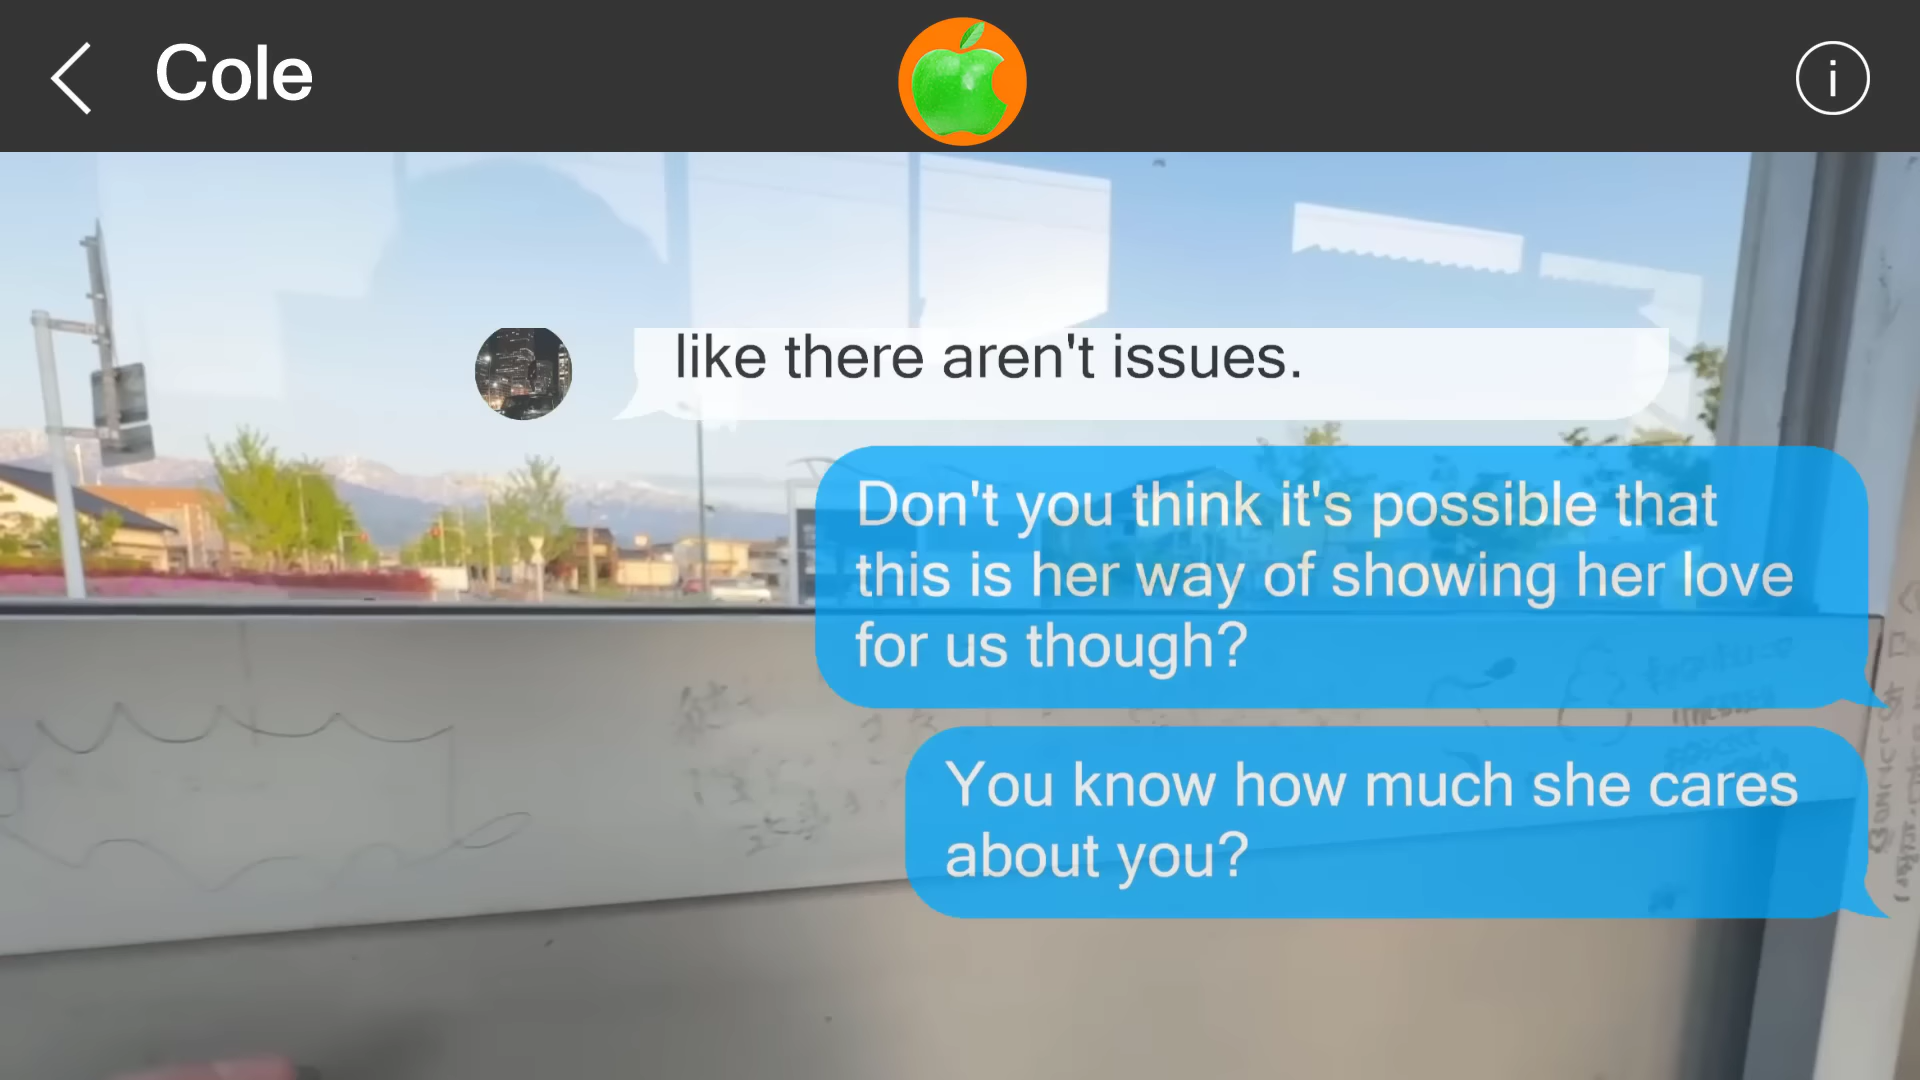 Cole
like there aren't issues.
Don't you think it's possible that
this is her way of showing her love
for us though?
You know how much she cares
about you?